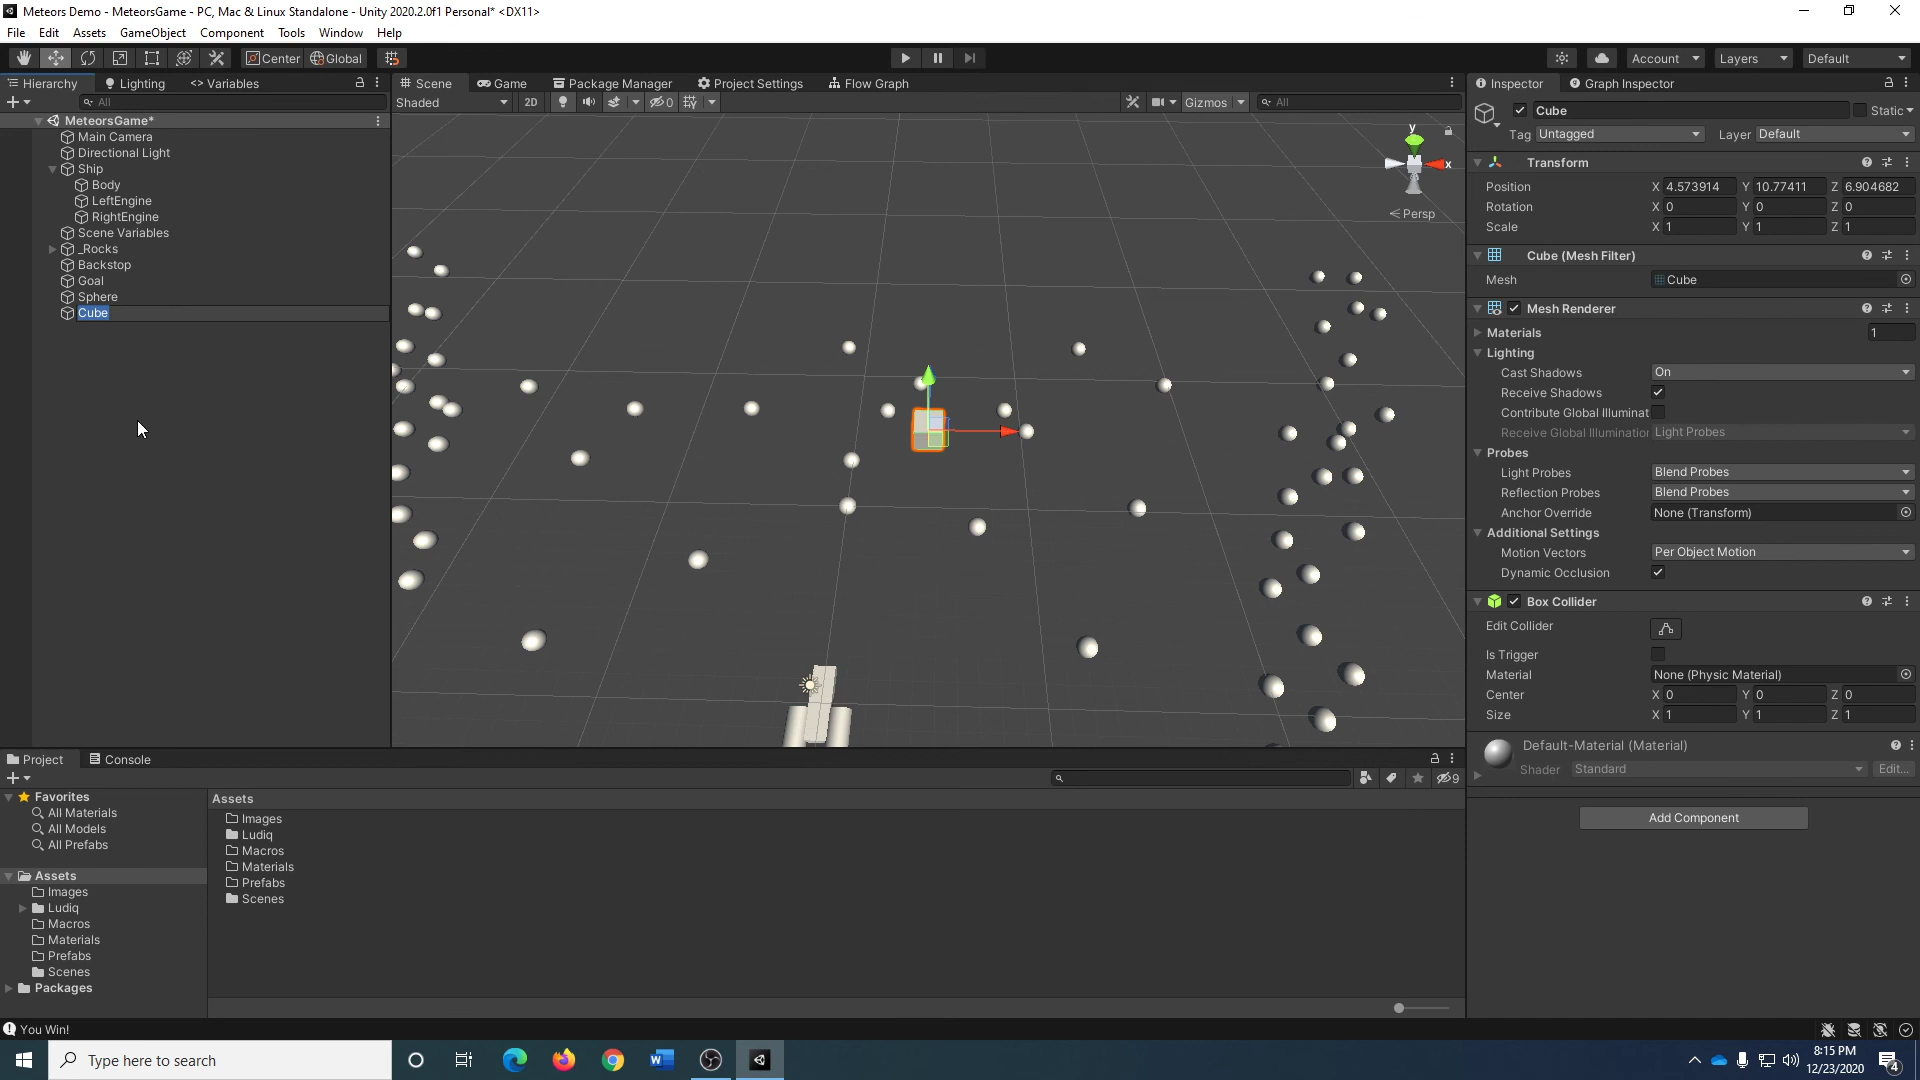 Meteors Demo - MeteorsGame - PC, Mac & Linux Standalone - Unity 2020.2.0f1 Personal* <DX11>
File Edit Assets GameObject Component Tools Window Help
Center Global Account Layers Default
Hierarchy Lighting <> Variables Scene Game Package Manager Project Settings Flow Graph Inspector Graph Inspector
All Shaded 2D 0 Gizmos All
Cube Static
Tag Untagged Layer Default
MeteorsGame*
Main Camera
Directional Light
Ship
Body
LeftEngine
RightEngine
Scene Variables
_Rocks
Backstop
Goal
Sphere
Cube
y
x
< Persp
Transform
Position X 4.573914 Y 10.77411 Z 6.904682
Rotation X 0 Y 0 Z 0
Scale X 1 Y 1 Z 1
Cube (Mesh Filter)
Mesh Cube
Mesh Renderer
Materials 1
Lighting
Cast Shadows On
Receive Shadows
Contribute Global Illuminat
Receive Global Illumination Light Probes
Probes
Light Probes Blend Probes
Reflection Probes Blend Probes
Anchor Override None (Transform)
Additional Settings
Motion Vectors Per Object Motion
Dynamic Occlusion
Box Collider
Edit Collider
Is Trigger
Material None (Physic Material)
Center X 0 Y 0 Z 0
Size X 1 Y 1 Z 1
Default-Material (Material)
Shader Standard Edit...
Add Component
Project Console
9
Favorites
All Materials
All Models
All Prefabs
Assets
Images
Ludiq
Macros
Materials
Prefabs
Scenes
Packages
Assets
Images
Ludiq
Macros
Materials
Prefabs
Scenes
You Win!
Type here to search
8:15 PM
12/23/2020
4